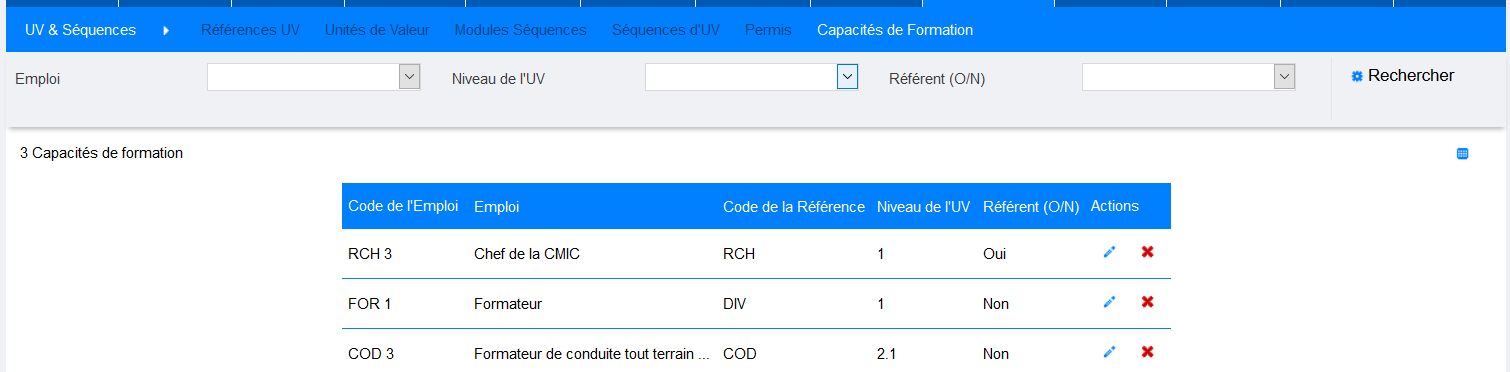 UV & Séquences Références UV Unités de Valeur Modules Séquences Séquences d'UV Permis Capacités de Formation
Emploi Niveau de l'UV Référent (O/N) Rechercher
3 Capacités de formation
Code de l'Emploi Emploi Code de la Référence Niveau de l'UV Référent (O/N) Actions
RCH 3 Chef de la CMIC RCH 1 Oui
FOR 1 Formateur DIV 1 Non
COD 3 Formateur de conduite tout terrain ... COD 2.1 Non